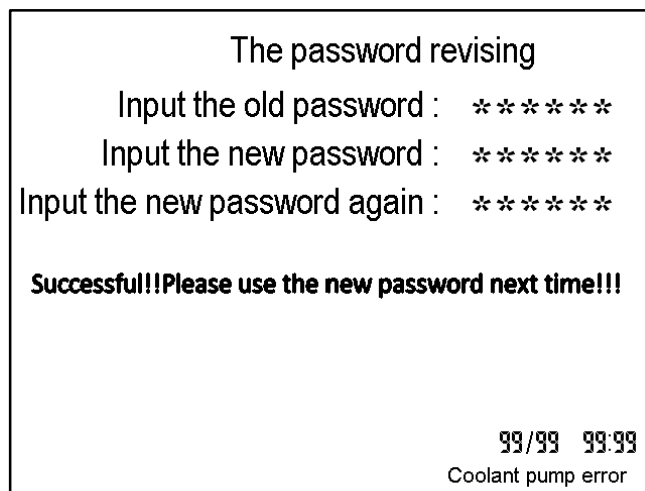 The password revising
Input the old password : ******
Input the new password : ******
Input the new password again : ******
Successful!!Please use the new password next time!!!
99/99 99:99
Coolant pump error